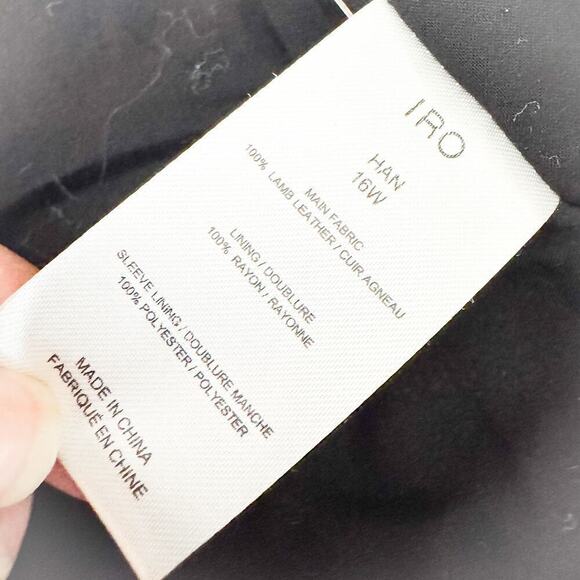 IRO
HAN
16W
MAIN FABRIC
100% LAMB LEATHER / CUIR AGNEAU
LINING / DOUBLURE
100% RAYON / RAYONNE
SLEEVE LINING / DOUBLURE MANCHE
100% POLYESTER / POLYESTER
MADE IN CHINA
FABRIQUÉ EN CHINE